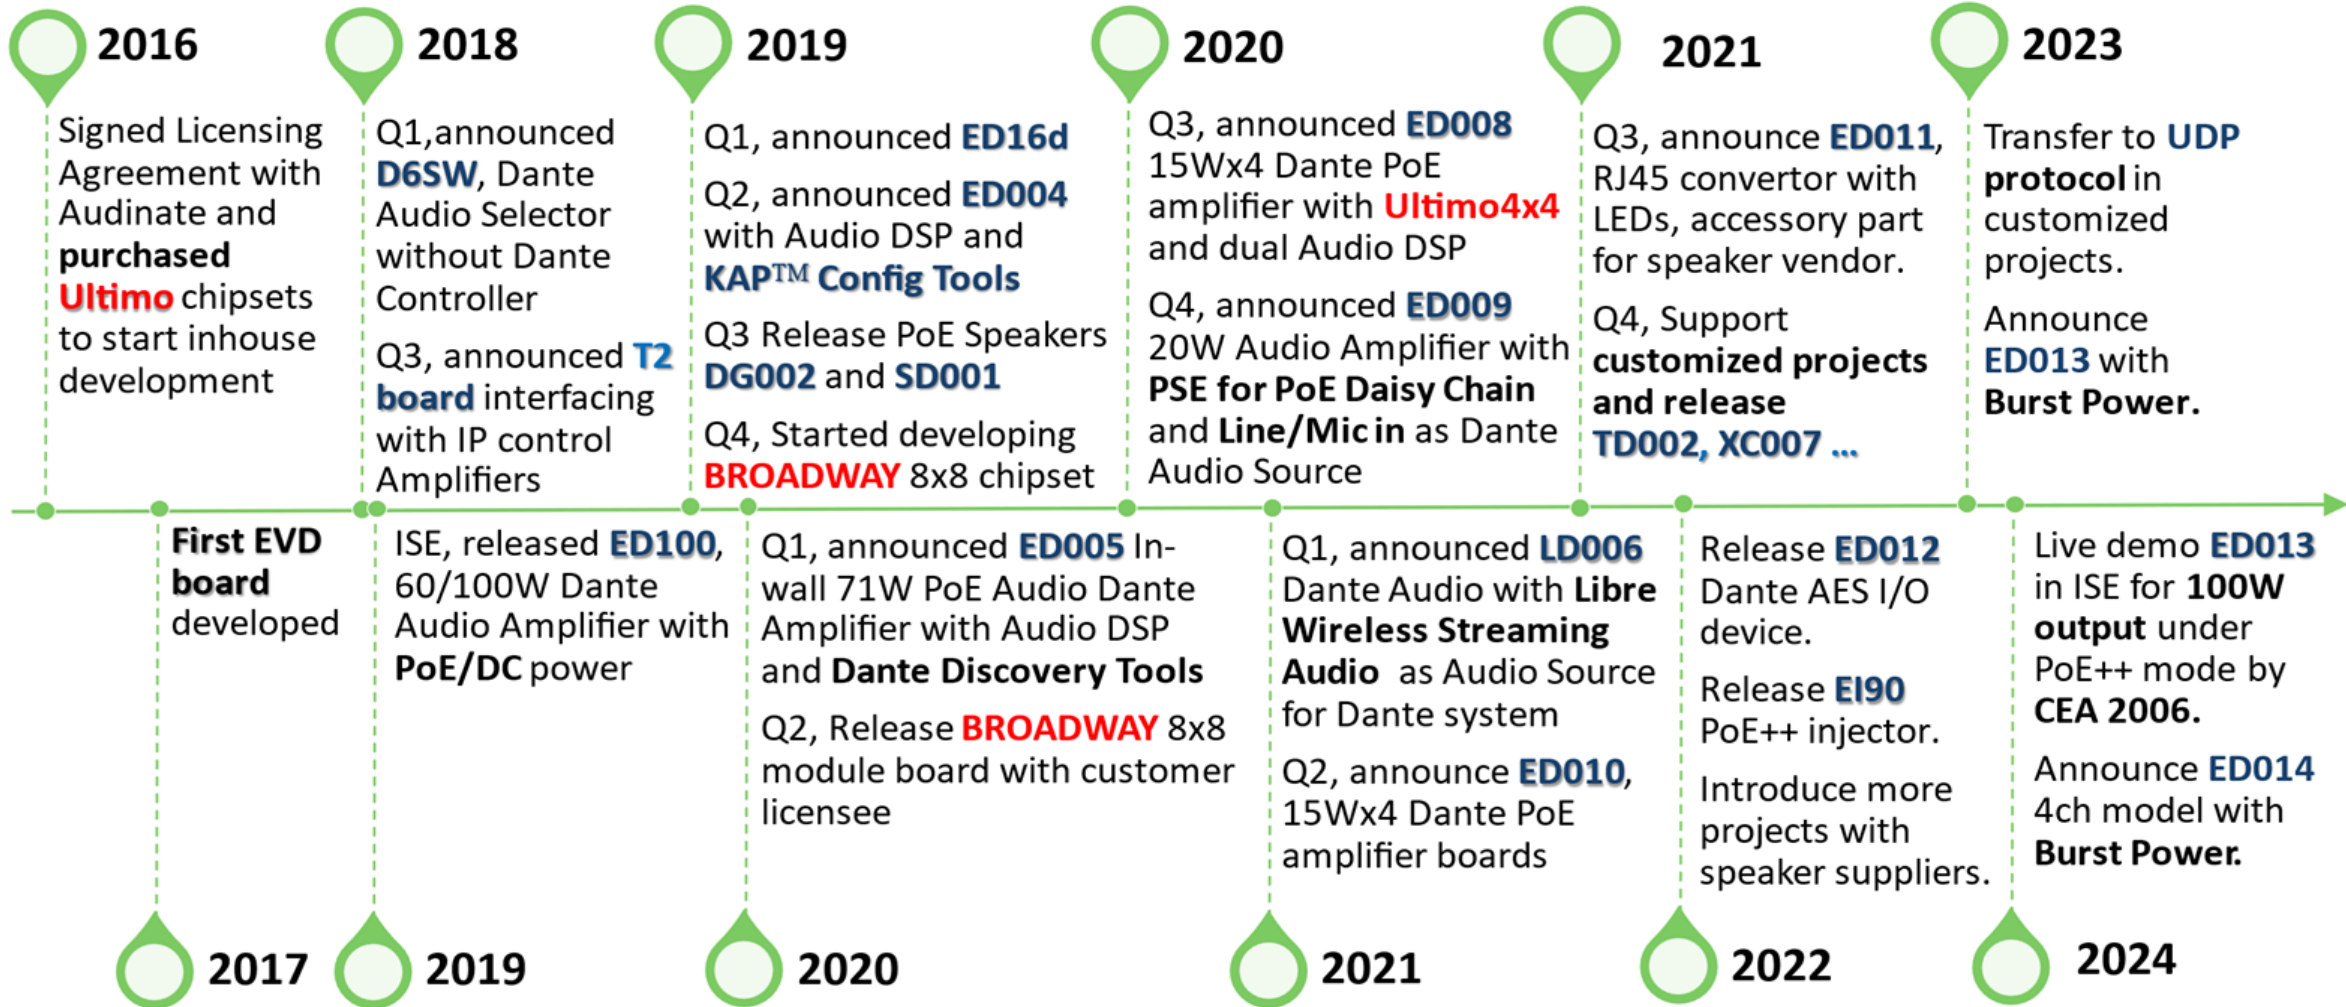 2016
Signed Licensing
Agreement with
Audinate and
purchased
Ultimo chipsets
to start inhouse
development
2018
Q1,announced
D6SW, Dante
Audio Selector
without Dante
Controller
Q3, announced T2
board interfacing
with IP control
Amplifiers
2019
Q1, announced ED16d
Q2, announced ED004
with Audio DSP and
KAP™ Config Tools
Q3 Release PoE Speakers
DG002 and SD001
Q4, Started developing
BROADWAY 8x8 chipset
2020
Q3, announced ED008
15Wx4 Dante PoE
amplifier with Ultimo4x4
and dual Audio DSP
Q4, announced ED009
20W Audio Amplifier with
PSE for PoE Daisy Chain
and Line/Mic in as Dante
Audio Source
2021
Q3, announce ED011,
RJ45 convertor with
LEDs, accessory part
for speaker vendor.
Q4, Support
customized projects
and release
TD002, XC007 ...
2023
Transfer to UDP
protocol in
customized
projects.
Announce
ED013 with
Burst Power.
First EVD
board
developed
2017
ISE, released ED100,
60/100W Dante
Audio Amplifier with
PoE/DC power
2019
Q1, announced ED005 In-
wall 71W PoE Audio Dante
Amplifier with Audio DSP
and Dante Discovery Tools
Q2, Release BROADWAY 8x8
module board with customer
licensee
2020
Q1, announced LD006
Dante Audio with Libre
Wireless Streaming
Audio as Audio Source
for Dante system
Q2, announce ED010,
15Wx4 Dante PoE
amplifier boards
2021
Release ED012
Dante AES I/O
device.
Release EI90
PoE++ injector.
Introduce more
projects with
speaker suppliers.
2022
Live demo ED013
in ISE for 100W
output under
PoE++ mode by
CEA 2006.
Announce ED014
4ch model with
Burst Power.
2024